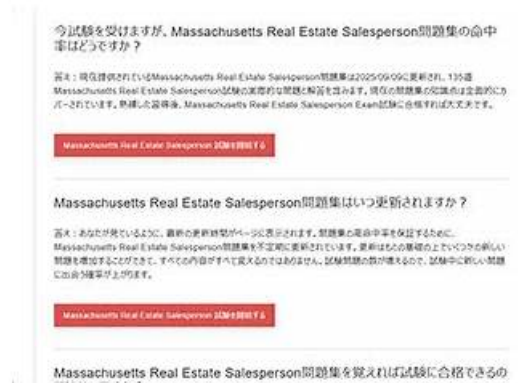 今試験を受けますが、Massachusetts Real Estate Salesperson問題集の命中
率はどうですか？
答え：現在提供されているMassachusetts Real Estate Salesperson問題集は2025/09/09に更新され、135道
Massachusetts Real Estate Salesperson試験の実際的な問題と解答を含みます。現在の問題集の知識点は全面的にカ
バーされています。熟練した習得後、Massachusetts Real Estate Salesperson Exam試験に合格すれば大丈夫です。
Massachusetts Real Estate Salesperson 試験を開始する
Massachusetts Real Estate Salesperson問題集はいつ更新されますか？
答え：あなたが見ているように、最新の更新時間がページに表示されます。問題集の高命中率を保証するために、
Massachusetts Real Estate Salesperson問題集を不定期に更新されています。更新はもとの基礎の上でいくつかの新しい
問題を増加することができて、すべての内容がすべて変えるのではありません。試験問題の数が増えるので、試験中に新しい問題
に出会う確率が上がります。
Massachusetts Real Estate Salesperson 試験を開始する
Massachusetts Real Estate Salesperson問題集を覚えれば試験に合格できるの